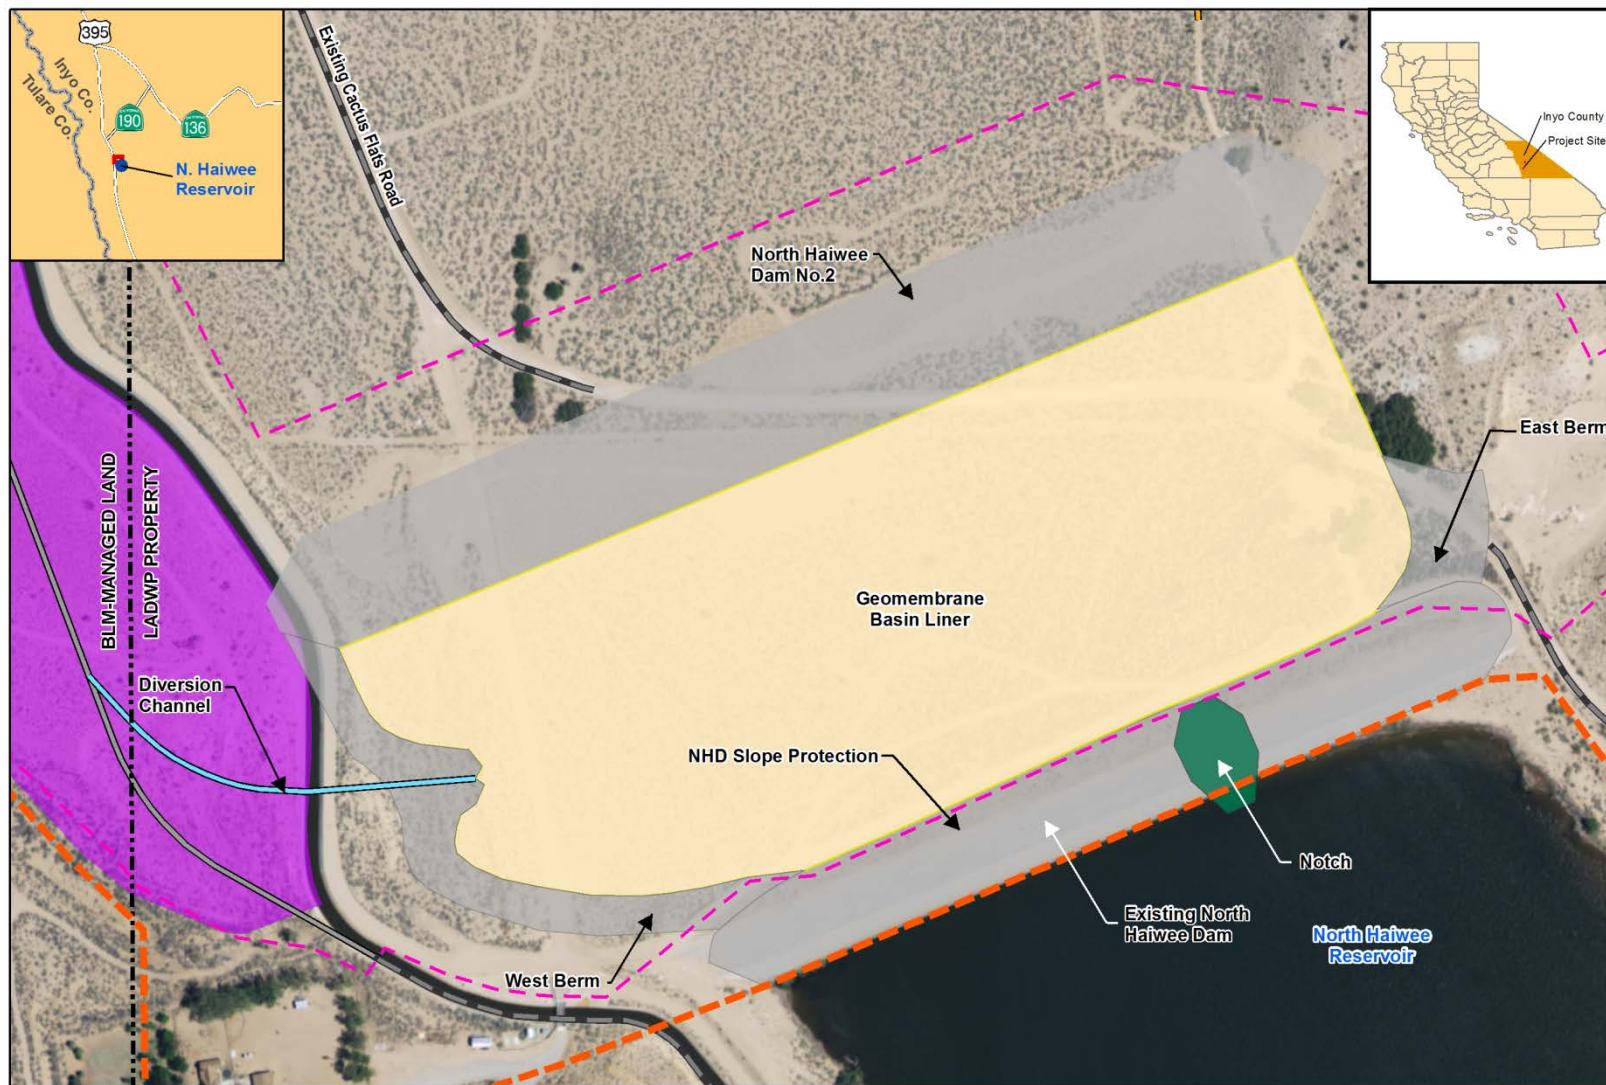 395
Inyo Co.
Tulare Co.
190
136
N. Haiwee
Reservoir
Existing Cactus Flats Road
Inyo County
Project Site
North Haiwee
Dam No.2
East Berm
BLM-MANAGED LAND
LADWP PROPERTY
Geomembrane
Basin Liner
Diversion
Channel
NHD Slope Protection
Notch
Existing North
Haiwee Dam
North Haiwee
Reservoir
West Berm